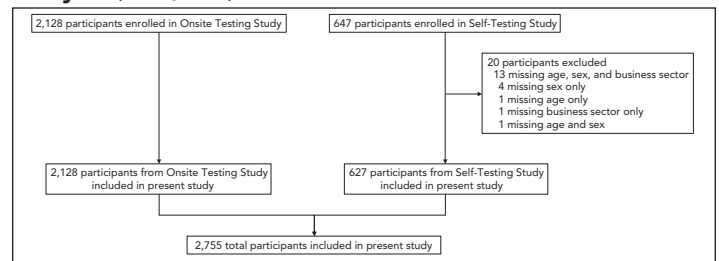 2,128 participants enrolled in Onsite Testing Study
647 participants enrolled in Self-Testing Study
20 participants excluded
13 missing age, sex, and business sector
4 missing sex only
1 missing age only
1 missing business sector only
1 missing age and sex
2,128 participants from Onsite Testing Study
included in present study
627 participants from Self-Testing Study
included in present study
2,755 total participants included in present study